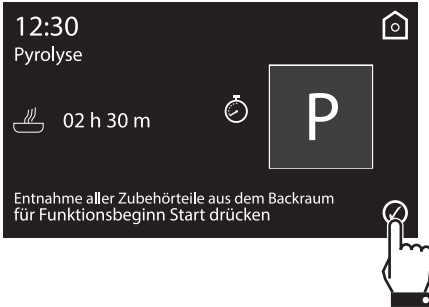 12:30
Pyrolyse
02 h 30 m
P
Entnahme aller Zubehörteile aus dem Backraum
für Funktionsbeginn Start drücken